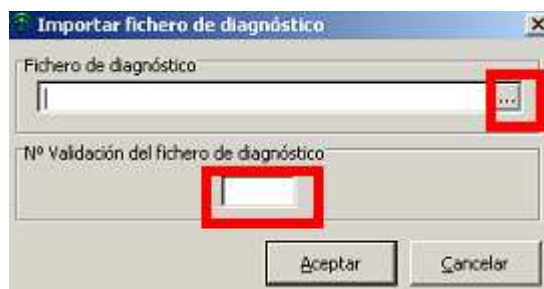 Importar fichero de diagnóstico
Fichero de diagnóstico
...
Nº Validación del fichero de diagnóstico
Aceptar
Cancelar